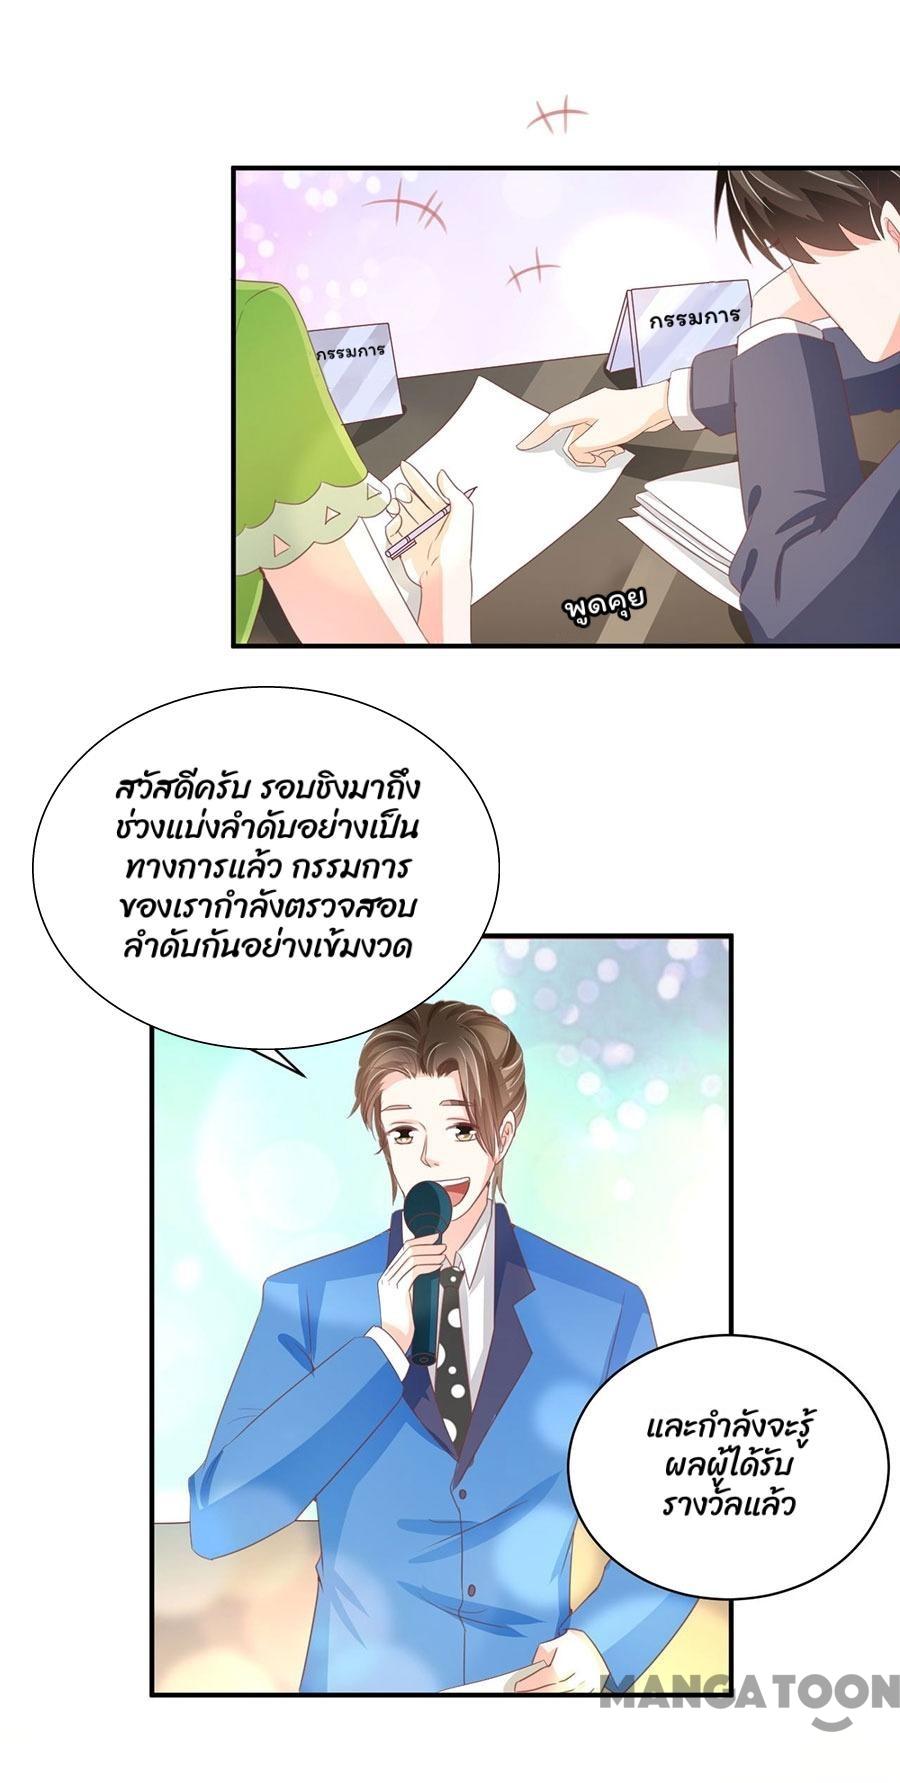 กรรมการ
กรรมการ
พูดคุย
สวัสดีครับ รอบชิงมาถึง
ช่วงแบ่งลำดับอย่างเป็น
ทางการแล้ว กรรมการ
ของเรากำลังตรวจสอบ
ลำดับกันอย่างเข้มงวด
และกำลังจะรู้
ผลผู้ได้รับ
รางวัลแล้ว
MANGATOON